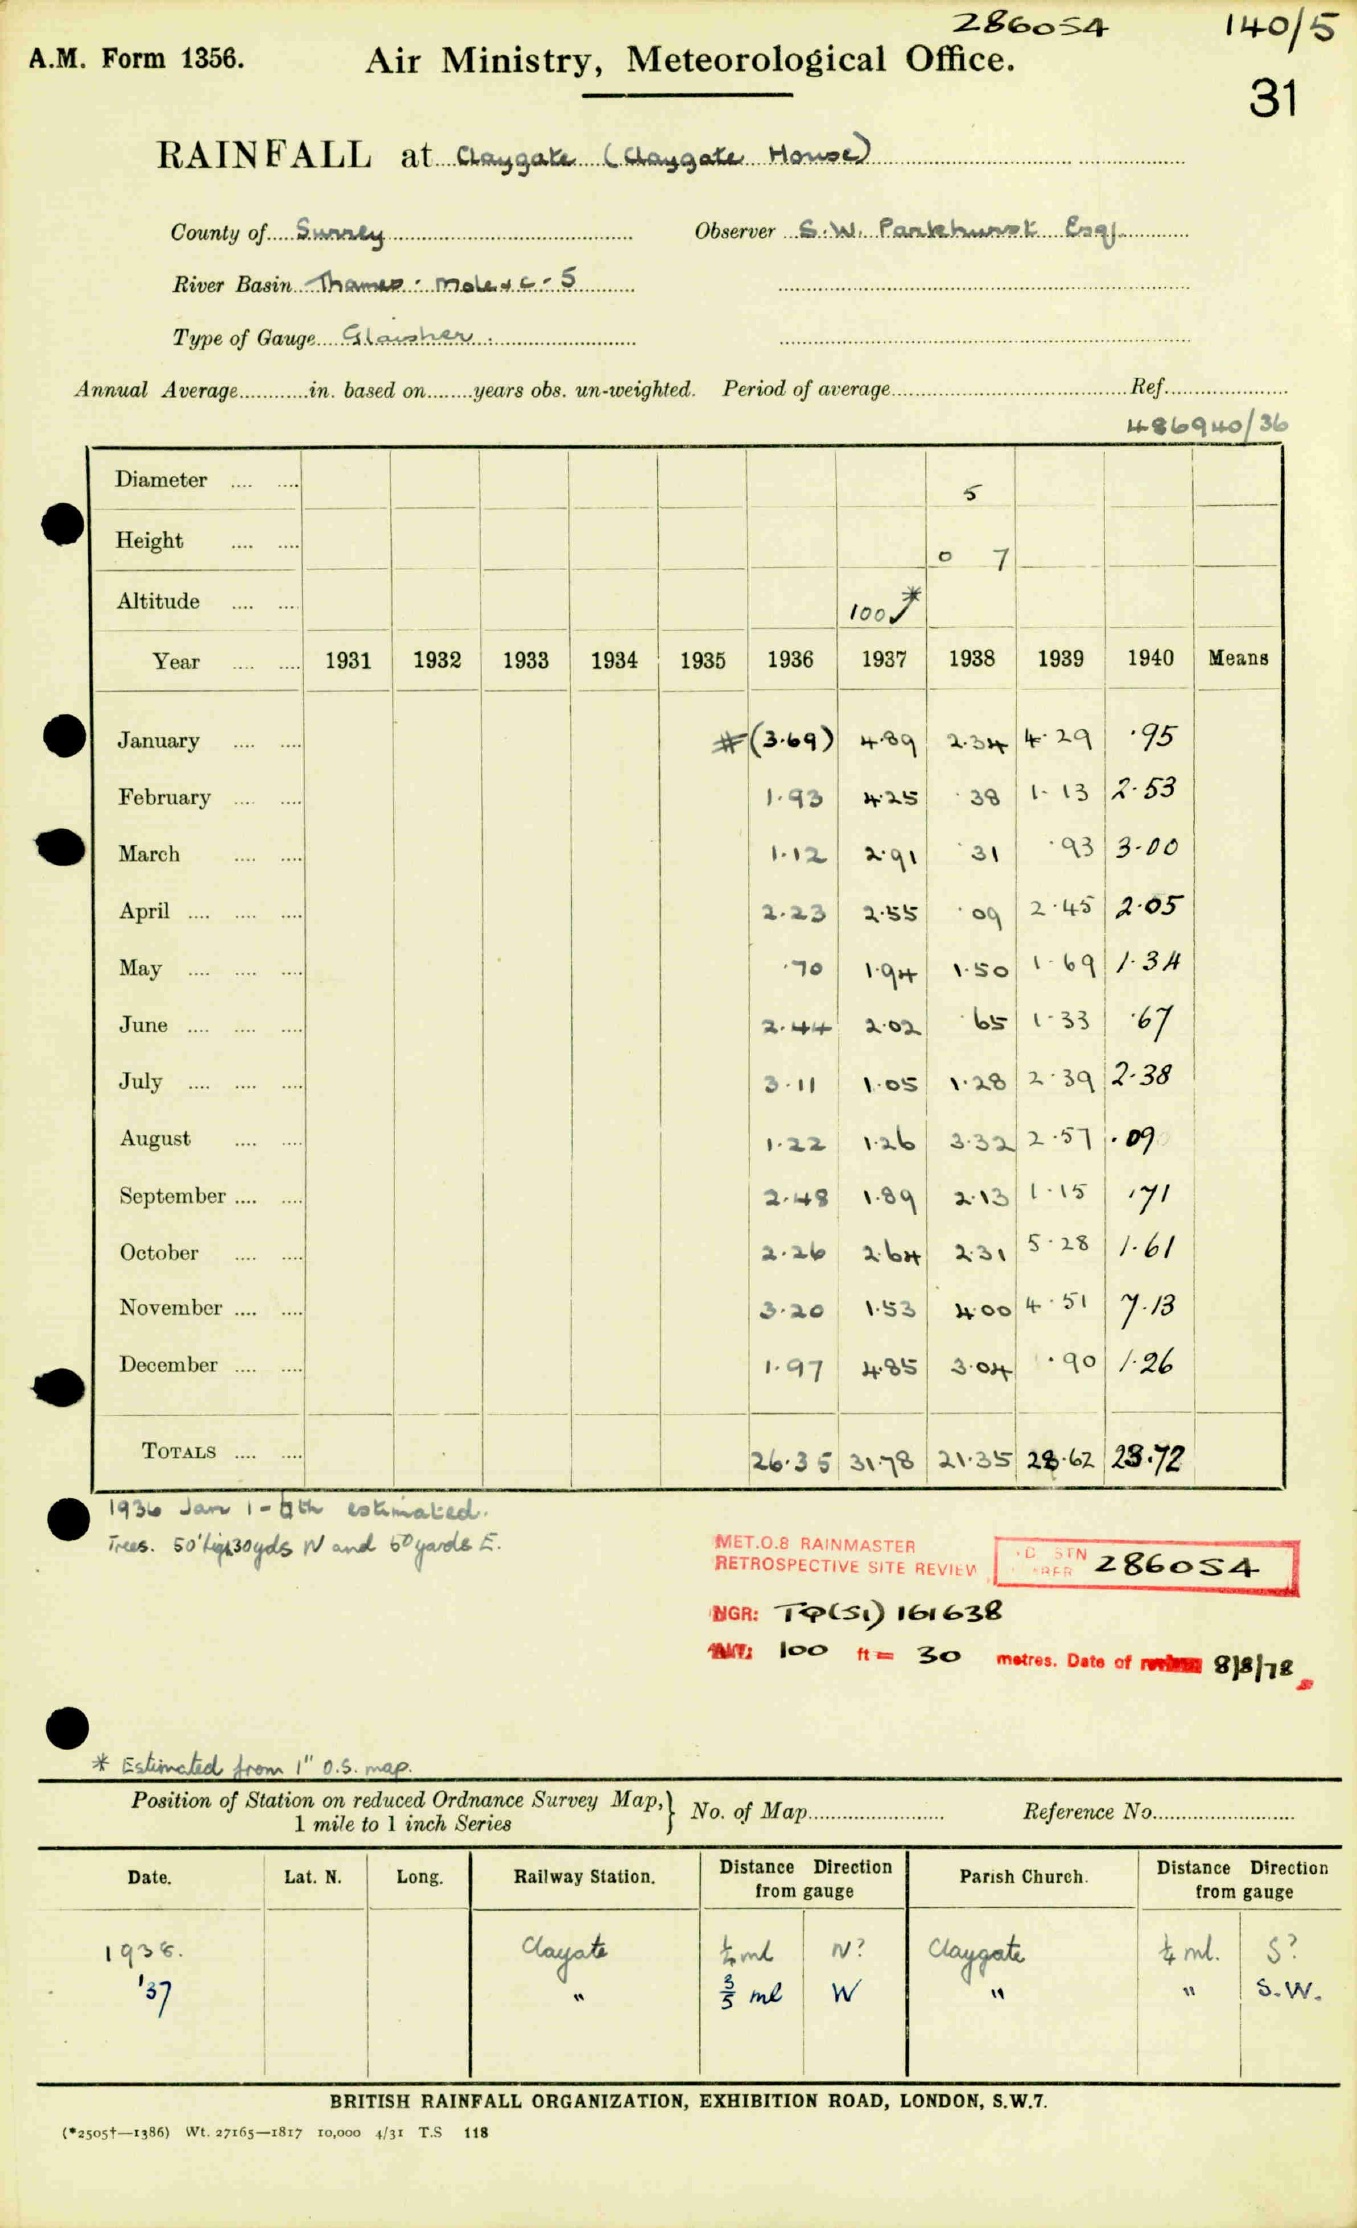 286054 140/5
A.M. Form 1356. Air Ministry, Meteorological Office.
31
RAINFALL at Claygate (Claygate House)
County of Surrey Observer S.W. Parkhurst Esq.
River Basin Thames - Mole &c - 5
Type of Gauge Glaisher.
Annual Average in. based on years obs. un-weighted. Period of average Ref.
486940/36
Diameter 5
Height 0 7
Altitude 100 *
Year 1931 1932 1933 1934 1935 1936 1937 1938 1939 1940 Means
January #(3.69) 4.89 2.34 4.29 .95
February 1.93 4.25 .38 1.13 2.53
March 1.12 2.91 .31 .93 3.00
April 2.23 2.55 .09 2.45 2.05
May .70 1.94 1.50 1.69 1.34
June 2.44 2.02 .65 1.33 .67
July 3.11 1.05 1.28 2.39 2.38
August 1.22 1.26 3.32 2.57 .09
September 2.48 1.89 2.13 1.15 .71
October 2.26 2.64 2.31 5.28 1.61
November 3.20 1.53 4.00 4.51 7.13
December 1.97 4.85 3.04 .90 1.26
TOTALS 26.35 31.78 21.35 28.62 23.72
1936 Jan 1 - estimated.
Trees. 50' high 30yds N and 50 yards E.
MET.O.8 RAINMASTER
RETROSPECTIVE SITE REVIEW STN 286054
NGR: TQ(51) 161638
100 ft = 30 metres. Date of 8/8/78
* Estimated from 1" O.S. map.
Position of Station on reduced Ordnance Survey Map, } No. of Map Reference No.
1 mile to 1 inch Series
Date. Lat. N. Long. Railway Station. Distance Direction from gauge Parish Church. Distance Direction from gauge
1936. Claygate ½ ml N? Claygate ¼ ml. S?
'37 " 3/5 ml W " " S.W.
BRITISH RAINFALL ORGANIZATION, EXHIBITION ROAD, LONDON, S.W.7.
(*2505†—1386) Wt. 27165—1817 10,000 4/31 T.S 118